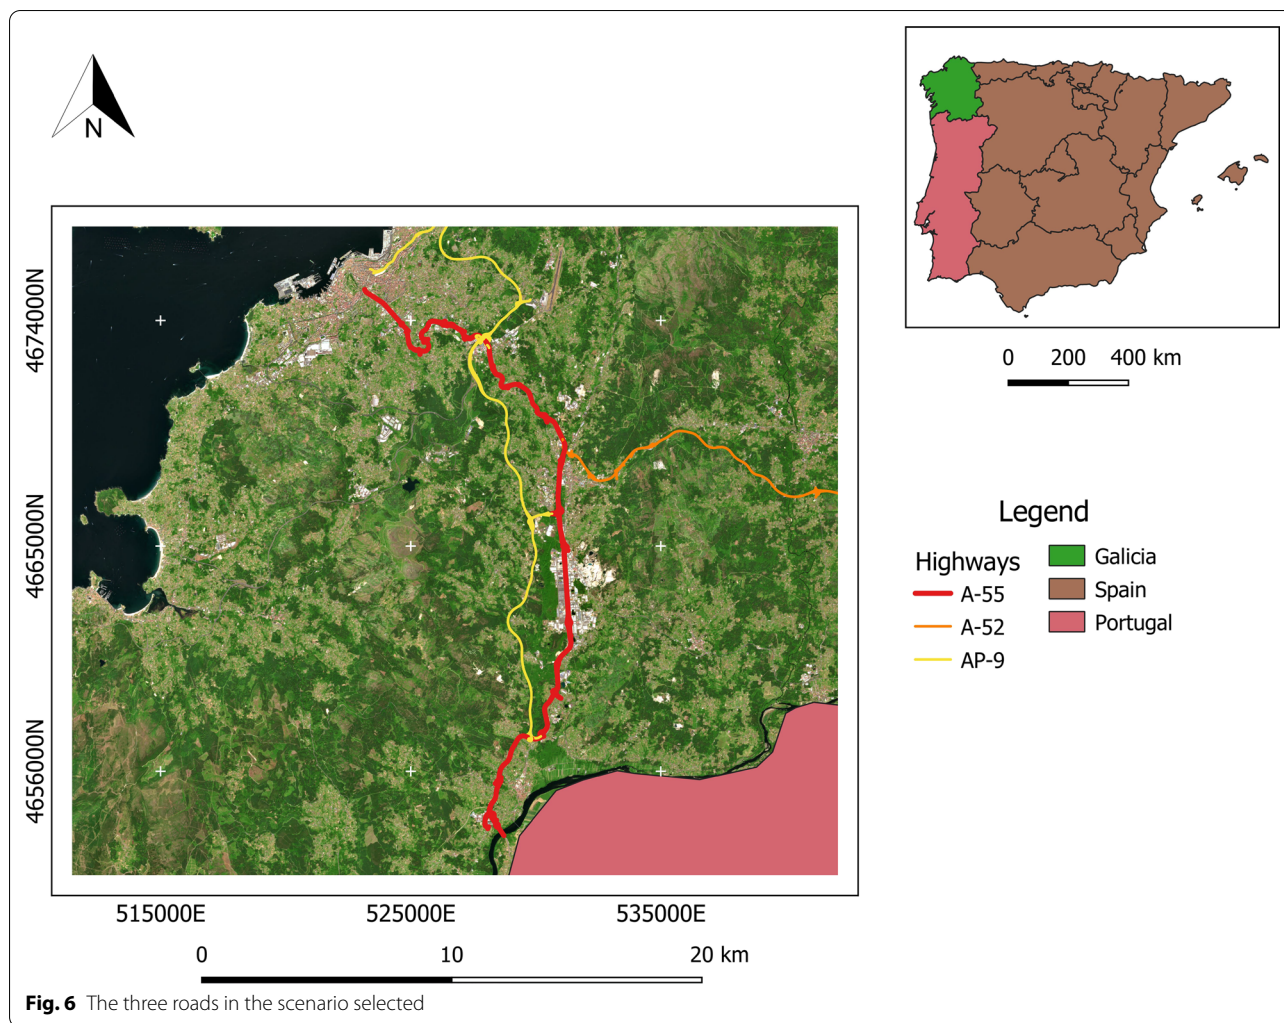 N
0 200 400 km
4674000N
4665000N
4656000N
515000E 525000E 535000E
0 10 20 km
Legend
Highways
A-55
A-52
AP-9
Galicia
Spain
Portugal
Fig. 6 The three roads in the scenario selected